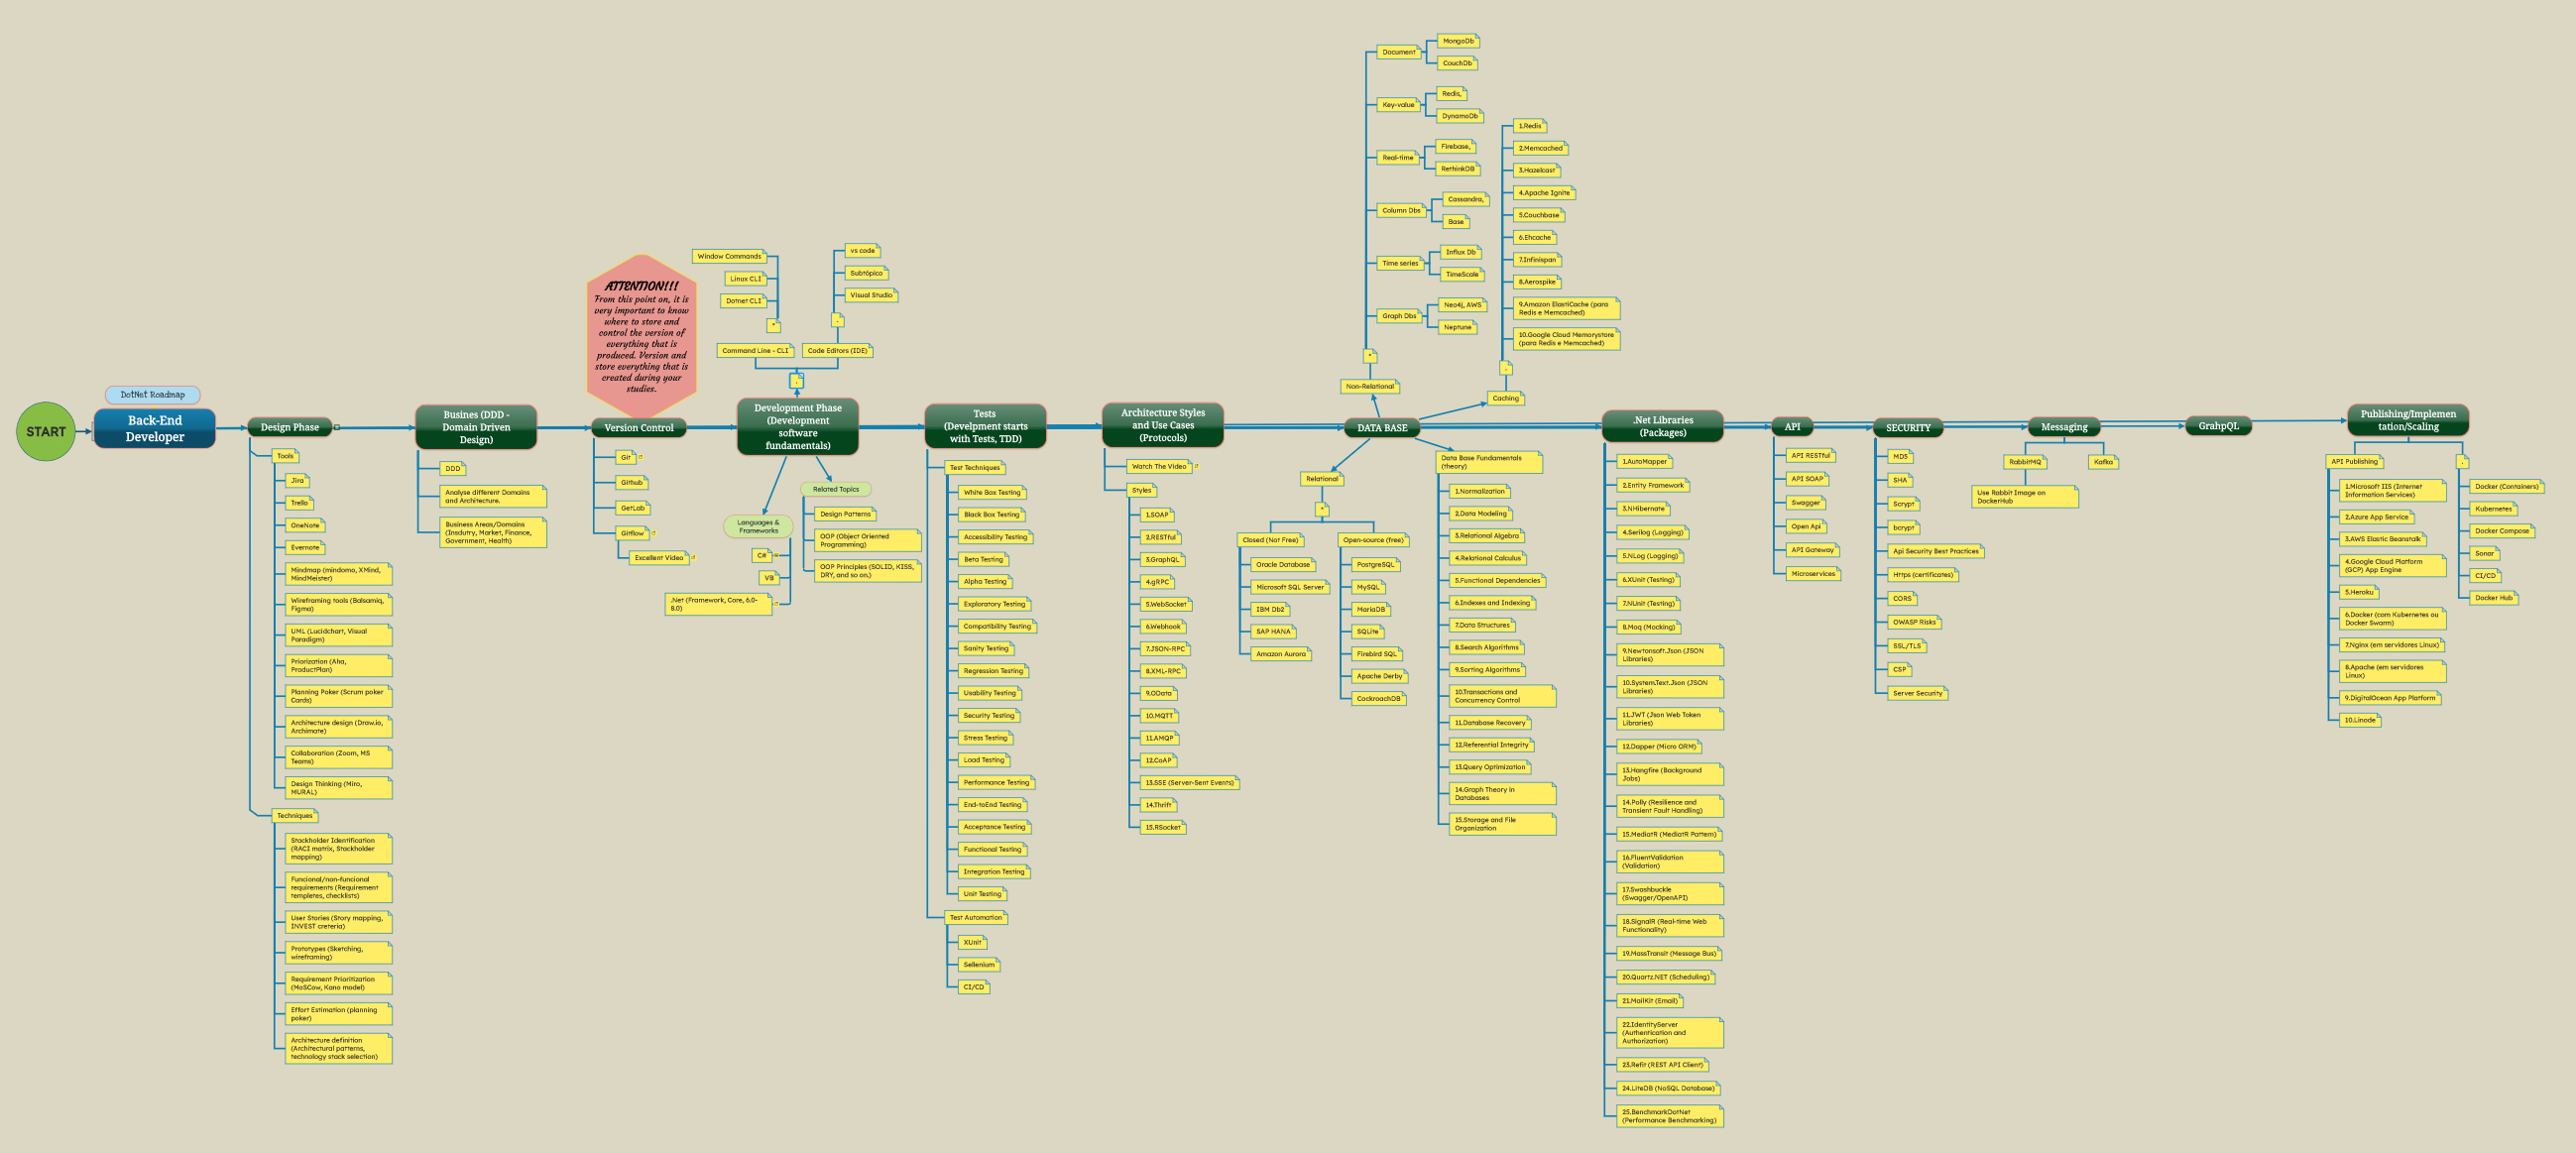 START
DotNet Roadmap
Back-End
Developer
Design Phase
Tools
Jira
Trello
OneNote
Evernote
Mindmap (mindomo, XMind,
MindMeister)
Wireframing tools (Balsamiq,
Figma)
UML (Lucidchart, Visual
Paradigm)
Priorization (Aha,
ProductPlan)
Planning Poker (Scrum poker
Cards)
Architecture design (Draw.io,
Archimate)
Collaboration (Zoom, MS
Teams)
Design Thinking (Miro,
MURAL)
Techniques
Stackholder Identification
(RACI matrix, Stackholder
mapping)
Funcional/non-funcional
requirements (Requirement
templetes, checklists)
User Stories (Story mapping,
INVEST creteria)
Prototypes (Sketching,
wireframing)
Requirement Prioritization
(MoSCow, Kano model)
Effort Estimation (planning
poker)
Architecture definition
(Architectural patterns,
technology stack selection)
Busines (DDD -
Domain Driven
Design)
DDD
Analyse different Domains
and Architecture.
Business Areas/Domains
(Insdutry, Market, Finance,
Government, Health)
ATTENTION!!!
From this point on, it is
very important to know
where to store and
control the version of
everything that is
produced. Version and
store everything that is
created during your
studies.
Version Control
Git
Github
GetLab
Gitflow
Excellent Video
Window Commands
Linux CLI
Dotnet CLI
*
Command Line - CLI
vs code
Subtópico
Visual Studio
.
Code Editors (IDE)
.
Development Phase
(Development
software
fundamentals)
Languages &
Frameworks
C#
VB
.Net (Framework, Core, 6.0-
8.0)
Related Topics
Design Patterns
OOP (Object Oriented
Programming)
OOP Principles (SOLID, KISS,
DRY, and so on,)
Tests
(Develpment starts
with Tests, TDD)
Test Techniques
White Box Testing
Black Box Testing
Accessibility Testing
Beta Testing
Alpha Testing
Exploratory Testing
Compatibility Testing
Sanity Testing
Regression Testing
Usability Testing
Security Testing
Stress Testing
Load Testing
Performance Testing
End-toEnd Testing
Acceptance Testing
Functional Testing
Integration Testing
Unit Testing
Test Automation
XUnit
Sellenium
CI/CD
Architecture Styles
and Use Cases
(Protocols)
Watch The Video
Styles
1.SOAP
2.RESTful
3.GraphQL
4.gRPC
5.WebSocket
6.Webhook
7.JSON-RPC
8.XML-RPC
9.OData
10.MQTT
11.AMQP
12.CoAP
13.SSE (Server-Sent Events)
14.Thrift
15.RSocket
Document
MongoDb
CouchDb
Key-value
Redis,
DynamoDb
Real-time
Firebase,
RethinkDB
Column Dbs
Cassandra,
Base
Time series
Influx Db
TimeScale
Graph Dbs
Neo4j, AWS
Neptune
*
Non-Relational
1.Redis
2.Memcached
3.Hazelcast
4.Apache Ignite
5.Couchbase
6.Ehcache
7.Infinispan
8.Aerospike
9.Amazon ElastiCache (para
Redis e Memcached)
10.Google Cloud Memorystore
(para Redis e Memcached)
.
Caching
DATA BASE
Relational
*
Closed (Not Free)
Oracle Database
Microsoft SQL Server
IBM Db2
SAP HANA
Amazon Aurora
Open-source (free)
PostgreSQL
MySQL
MariaDB
SQLite
Firebird SQL
Apache Derby
CockroachDB
Data Base Fundamentals
(theory)
1.Normalization
2.Data Modeling
3.Relational Algebra
4.Relational Calculus
5.Functional Dependencies
6.Indexes and Indexing
7.Data Structures
8.Search Algorithms
9.Sorting Algorithms
10.Transactions and
Concurrency Control
11.Database Recovery
12.Referential Integrity
13.Query Optimization
14.Graph Theory in
Databases
15.Storage and File
Organization
.Net Libraries
(Packages)
1.AutoMapper
2.Entity Framework
3.NHibernate
4.Serilog (Logging)
5.NLog (Logging)
6.XUnit (Testing)
7.NUnit (Testing)
8.Moq (Mocking)
9.Newtonsoft.Json (JSON
Libraries)
10.System.Text.Json (JSON
Libraries)
11.JWT (Json Web Token
Libraries)
12.Dapper (Micro ORM)
13.Hangfire (Background
Jobs)
14.Polly (Resilience and
Transient Fault Handling)
15.MediatR (MediatR Pattern)
16.FluentValidation
(Validation)
17.Swashbuckle
(Swagger/OpenAPI)
18.SignalR (Real-time Web
Functionality)
19.MassTransit (Message Bus)
20.Quartz.NET (Scheduling)
21.MailKit (Email)
22.IdentityServer
(Authentication and
Authorization)
23.Refit (REST API Client)
24.LiteDB (NoSQL Database)
25.BenchmarkDotNet
(Performance Benchmarking)
API
API RESTful
API SOAP
Swagger
Open Api
API Gateway
Microservices
SECURITY
MD5
SHA
Scrypt
bcrypt
Api Security Best Practices
Https (certificates)
CORS
OWASP Risks
SSL/TLS
CSP
Server Security
Messaging
RabbitMQ
Use Rabbit Image on
DockerHub
Kafka
GrahpQL
Publishing/Implemen
tation/Scaling
API Publishing
1.Microsoft IIS (Internet
Information Services)
2.Azure App Service
3.AWS Elastic Beanstalk
4.Google Cloud Platform
(GCP) App Engine
5.Heroku
6.Docker (com Kubernetes ou
Docker Swarm)
7.Nginx (em servidores Linux)
8.Apache (em servidores
Linux)
9.DigitalOcean App Platform
10.Linode
.
Docker (Containers)
Kubernetes
Docker Compose
Sonar
CI/CD
Docker Hub